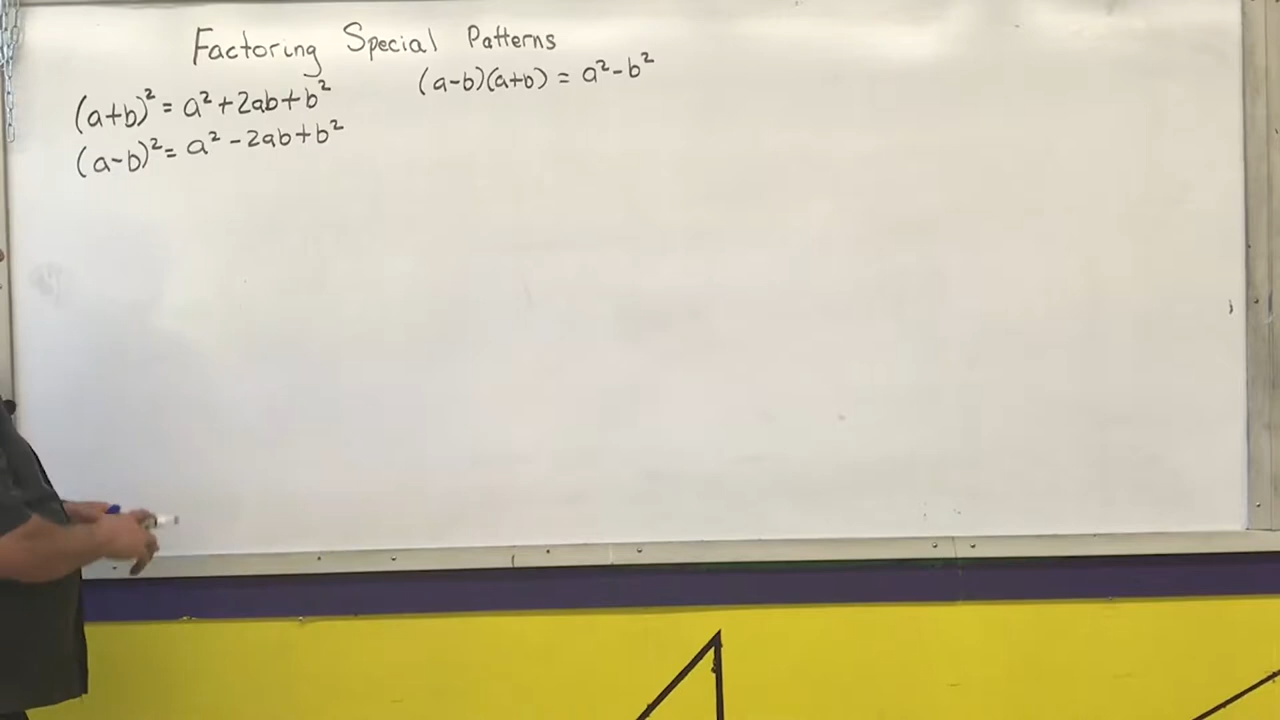 Factoring Special Patterns
(a+b)² = a² + 2ab + b²
(a-b)² = a² - 2ab + b²
(a-b)(a+b) = a² - b²